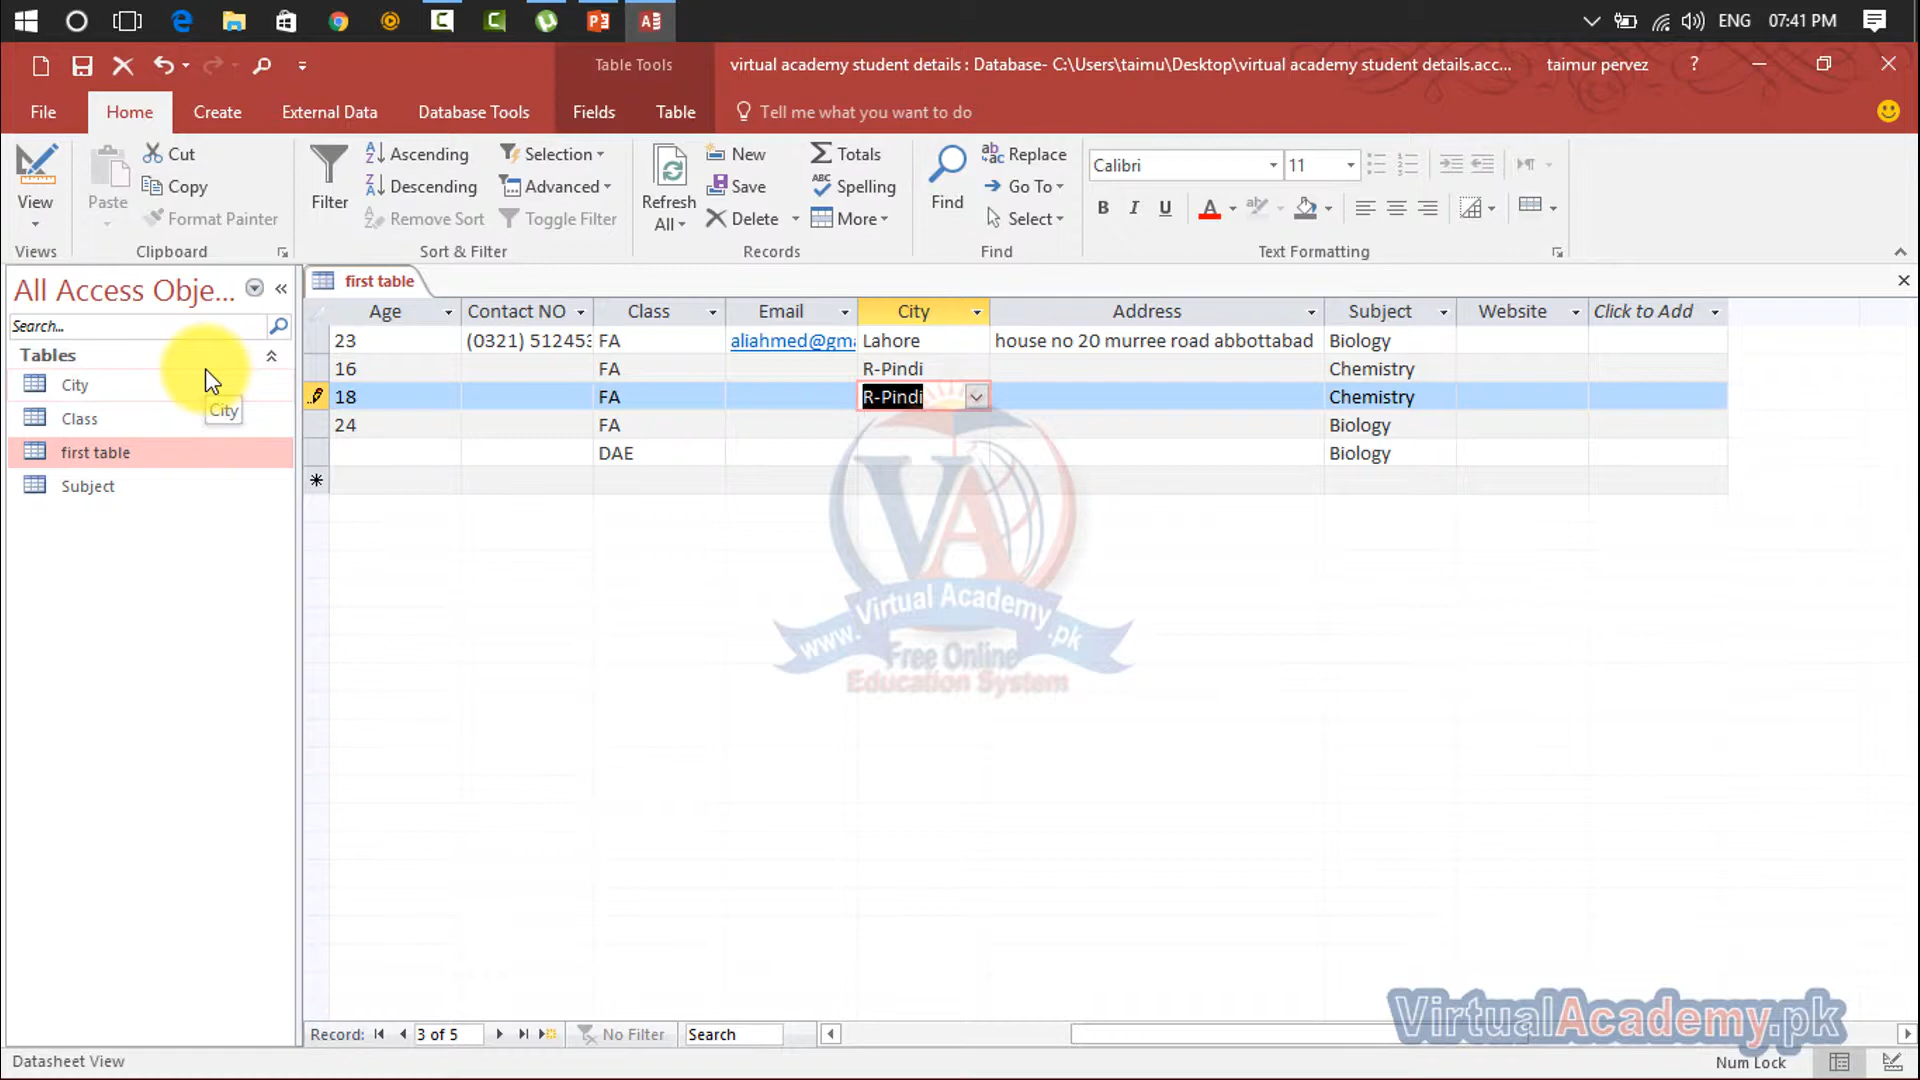 ENG 07:41 PM
Table Tools
virtual academy student details : Database- C:\Users\taimu\Desktop\virtual academy student details.acc...
taimur pervez ?
File Home Create External Data Database Tools Fields Table Tell me what you want to do
View
Views
Paste
Cut
Copy
Format Painter
Clipboard
Filter
Ascending
Descending
Remove Sort
Selection
Advanced
Toggle Filter
Sort & Filter
Refresh
All
New
Save
Delete
Totals
Spelling
More
Records
Find
Replace
Go To
Select
Find
Calibri 11
B I U A
Text Formatting
All Access Obje...
Search...
Tables
City
Class
first table
Subject
City
first table
Age Contact NO Class Email City Address Subject Website Click to Add
23 (0321) 51245 FA aliahmed@gma Lahore house no 20 murree road abbottabad Biology
16 FA R-Pindi Chemistry
18 FA R-Pindi Chemistry
24 FA Biology
DAE Biology
VA
www.Virtual Academy.pk
Free Online
Education System
Record: 3 of 5 No Filter Search
VirtualAcademy.pk
Datasheet View
Num Lock